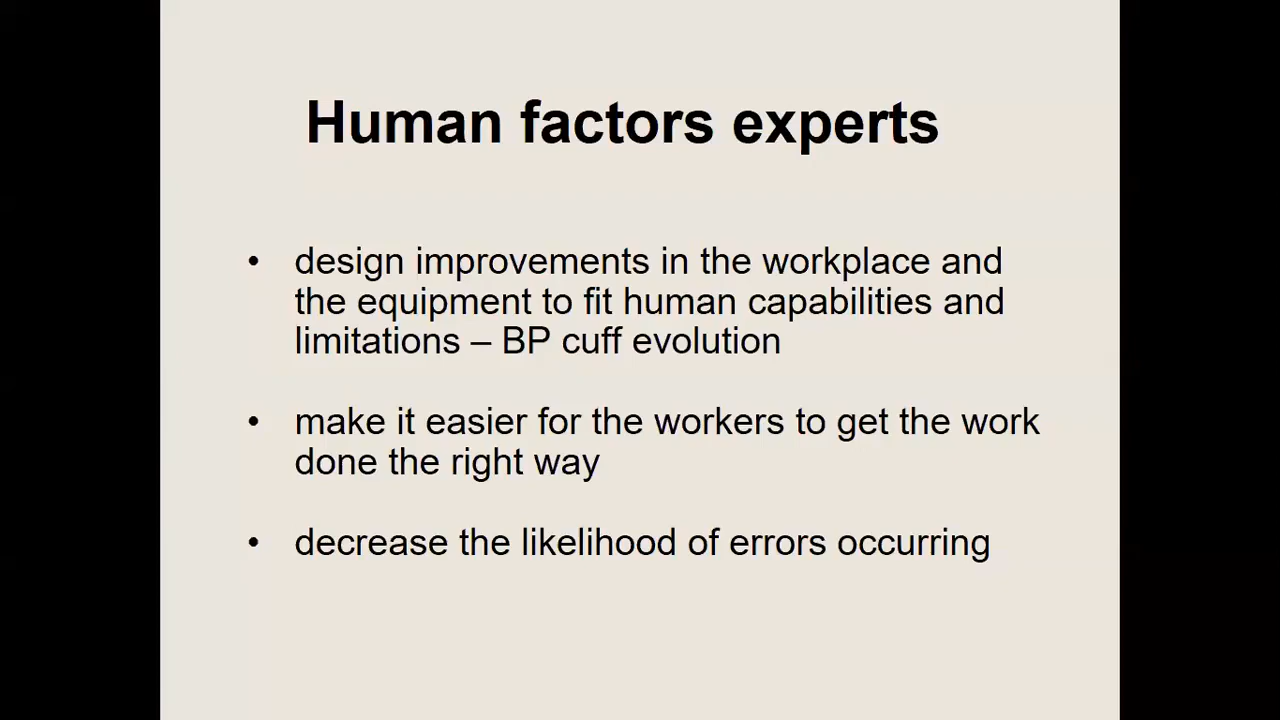 Human factors experts
• design improvements in the workplace and
the equipment to fit human capabilities and
limitations – BP cuff evolution
• make it easier for the workers to get the work
done the right way
• decrease the likelihood of errors occurring